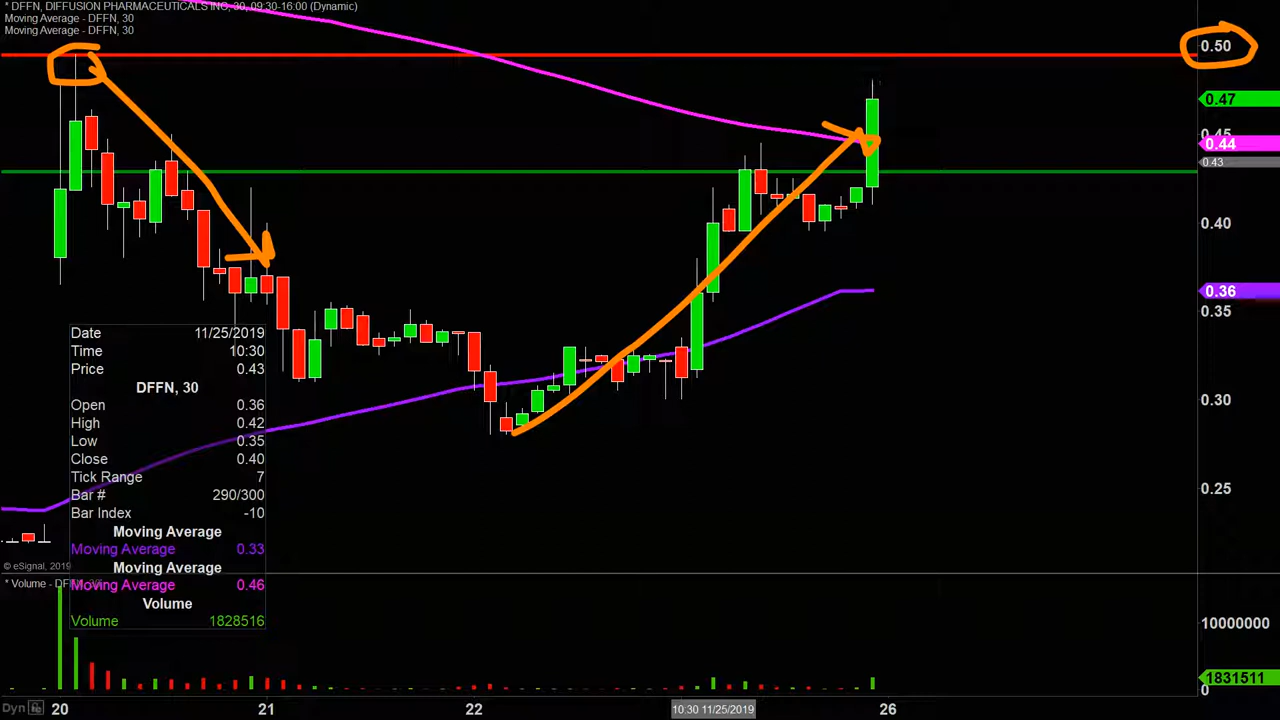 * DFFN, DIFFUSION PHARMACEUTICALS INC, 30, 09:30-16:00 (Dynamic)
Moving Average - DFFN, 30
Moving Average - DFFN, 30
0.50
0.47
0.45
0.44
0.43
0.40
0.36
0.35
0.30
0.25
Date 11/25/2019
Time 10:30
Price 0.43
DFFN, 30
Open 0.36
High 0.42
Low 0.35
Close 0.40
Tick Range 7
Bar # 290/300
Bar Index -10
Moving Average
Moving Average 0.33
Moving Average
Moving Average 0.46
Volume
Volume 1828516
© eSignal, 2019
* Volume - DFFN
10000000
1831511
0
Dyn
20 21 22 10:30 11/25/2019 26